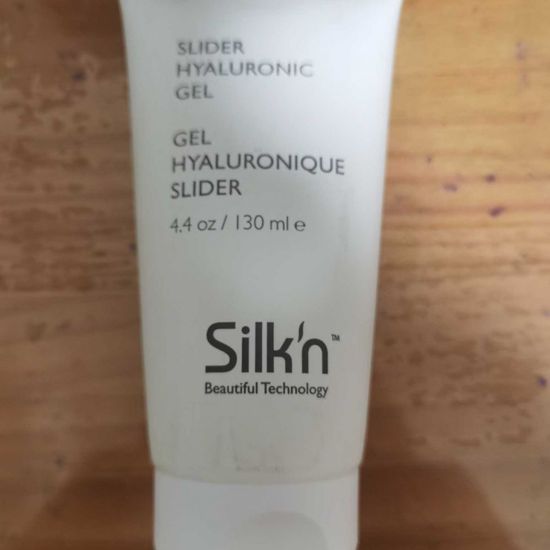 SLIDER
HYALURONIC
GEL
GEL
HYALURONIQUE
SLIDER
4.4 oz / 130 ml e
Silk'n™
Beautiful Technology